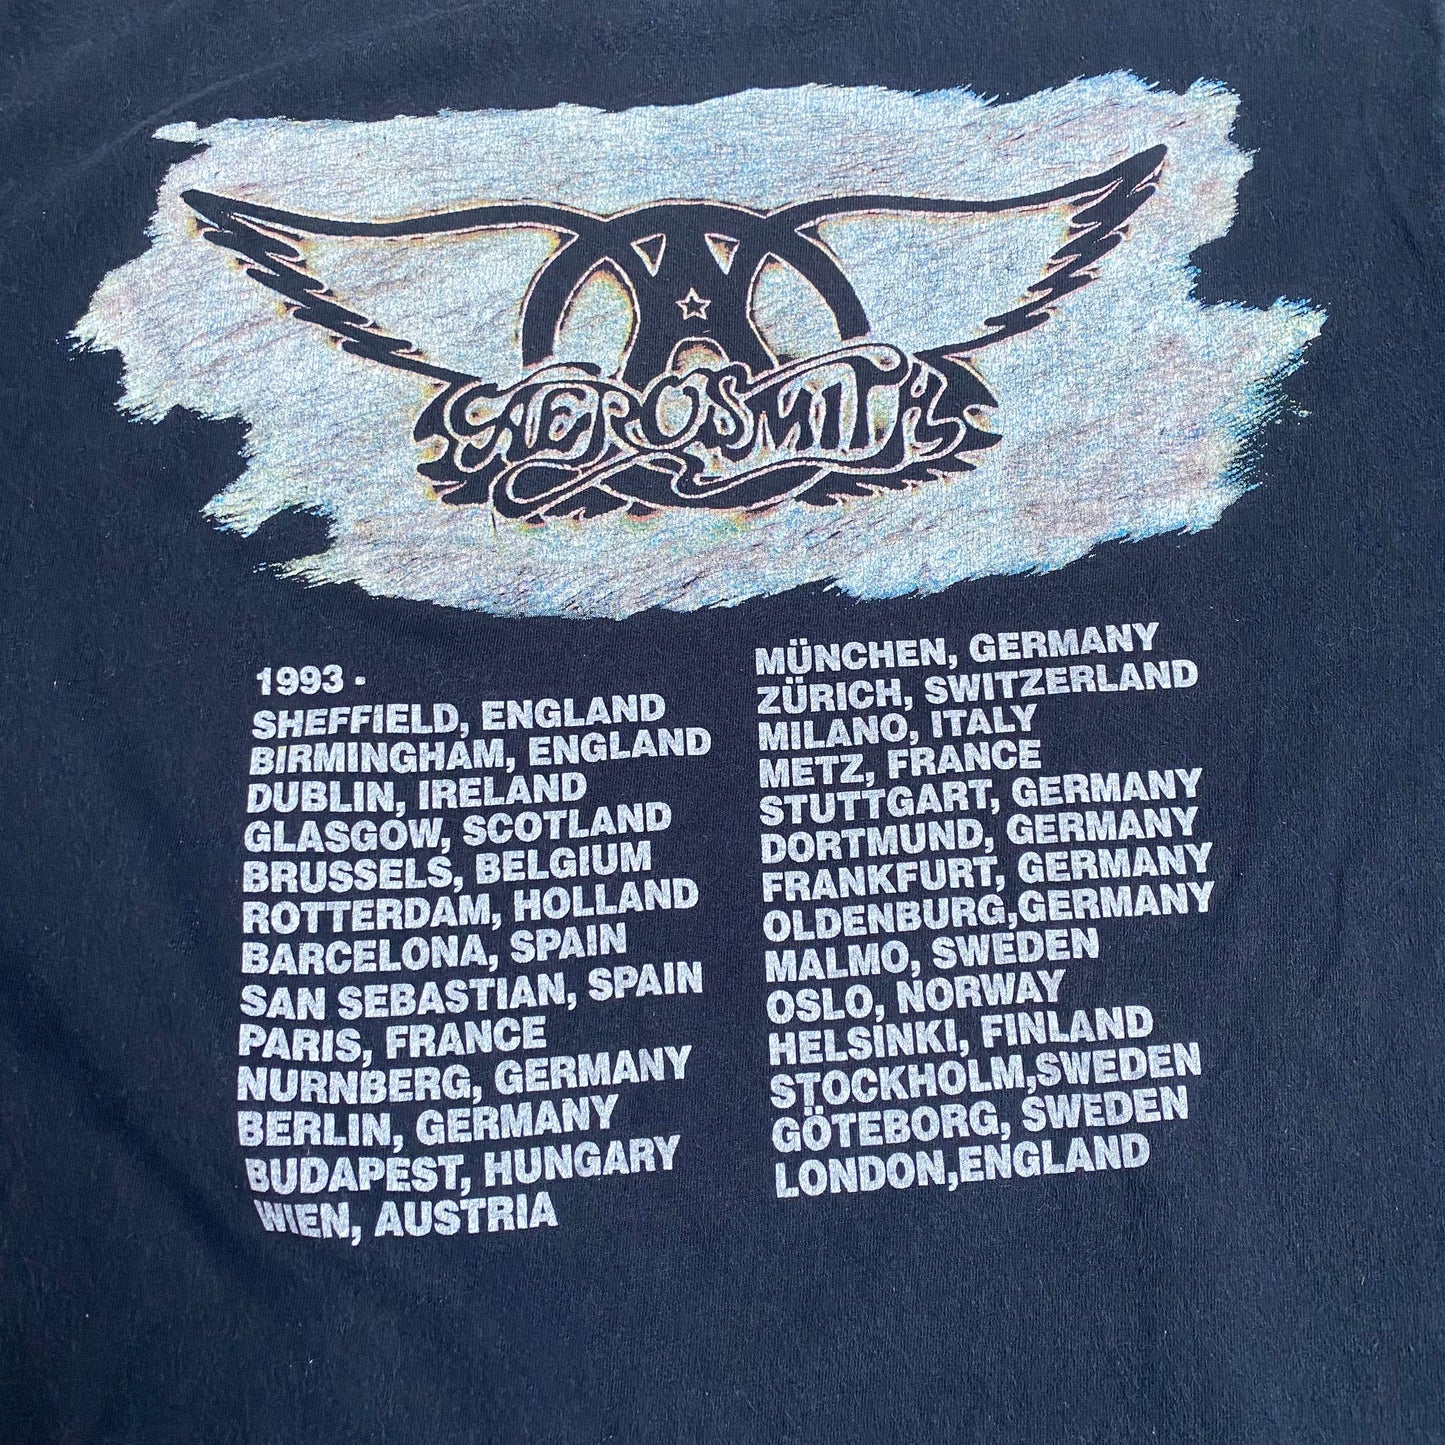 AEROSMITH
1993 ·
SHEFFIELD, ENGLAND
BIRMINGHAM, ENGLAND
DUBLIN, IRELAND
GLASGOW, SCOTLAND
BRUSSELS, BELGIUM
ROTTERDAM, HOLLAND
BARCELONA, SPAIN
SAN SEBASTIAN, SPAIN
PARIS, FRANCE
NURNBERG, GERMANY
BERLIN, GERMANY
BUDAPEST, HUNGARY
WIEN, AUSTRIA
MÜNCHEN, GERMANY
ZÜRICH, SWITZERLAND
MILANO, ITALY
METZ, FRANCE
STUTTGART, GERMANY
DORTMUND, GERMANY
FRANKFURT, GERMANY
OLDENBURG,GERMANY
MALMO, SWEDEN
OSLO, NORWAY
HELSINKI, FINLAND
STOCKHOLM,SWEDEN
GÖTEBORG, SWEDEN
LONDON,ENGLAND